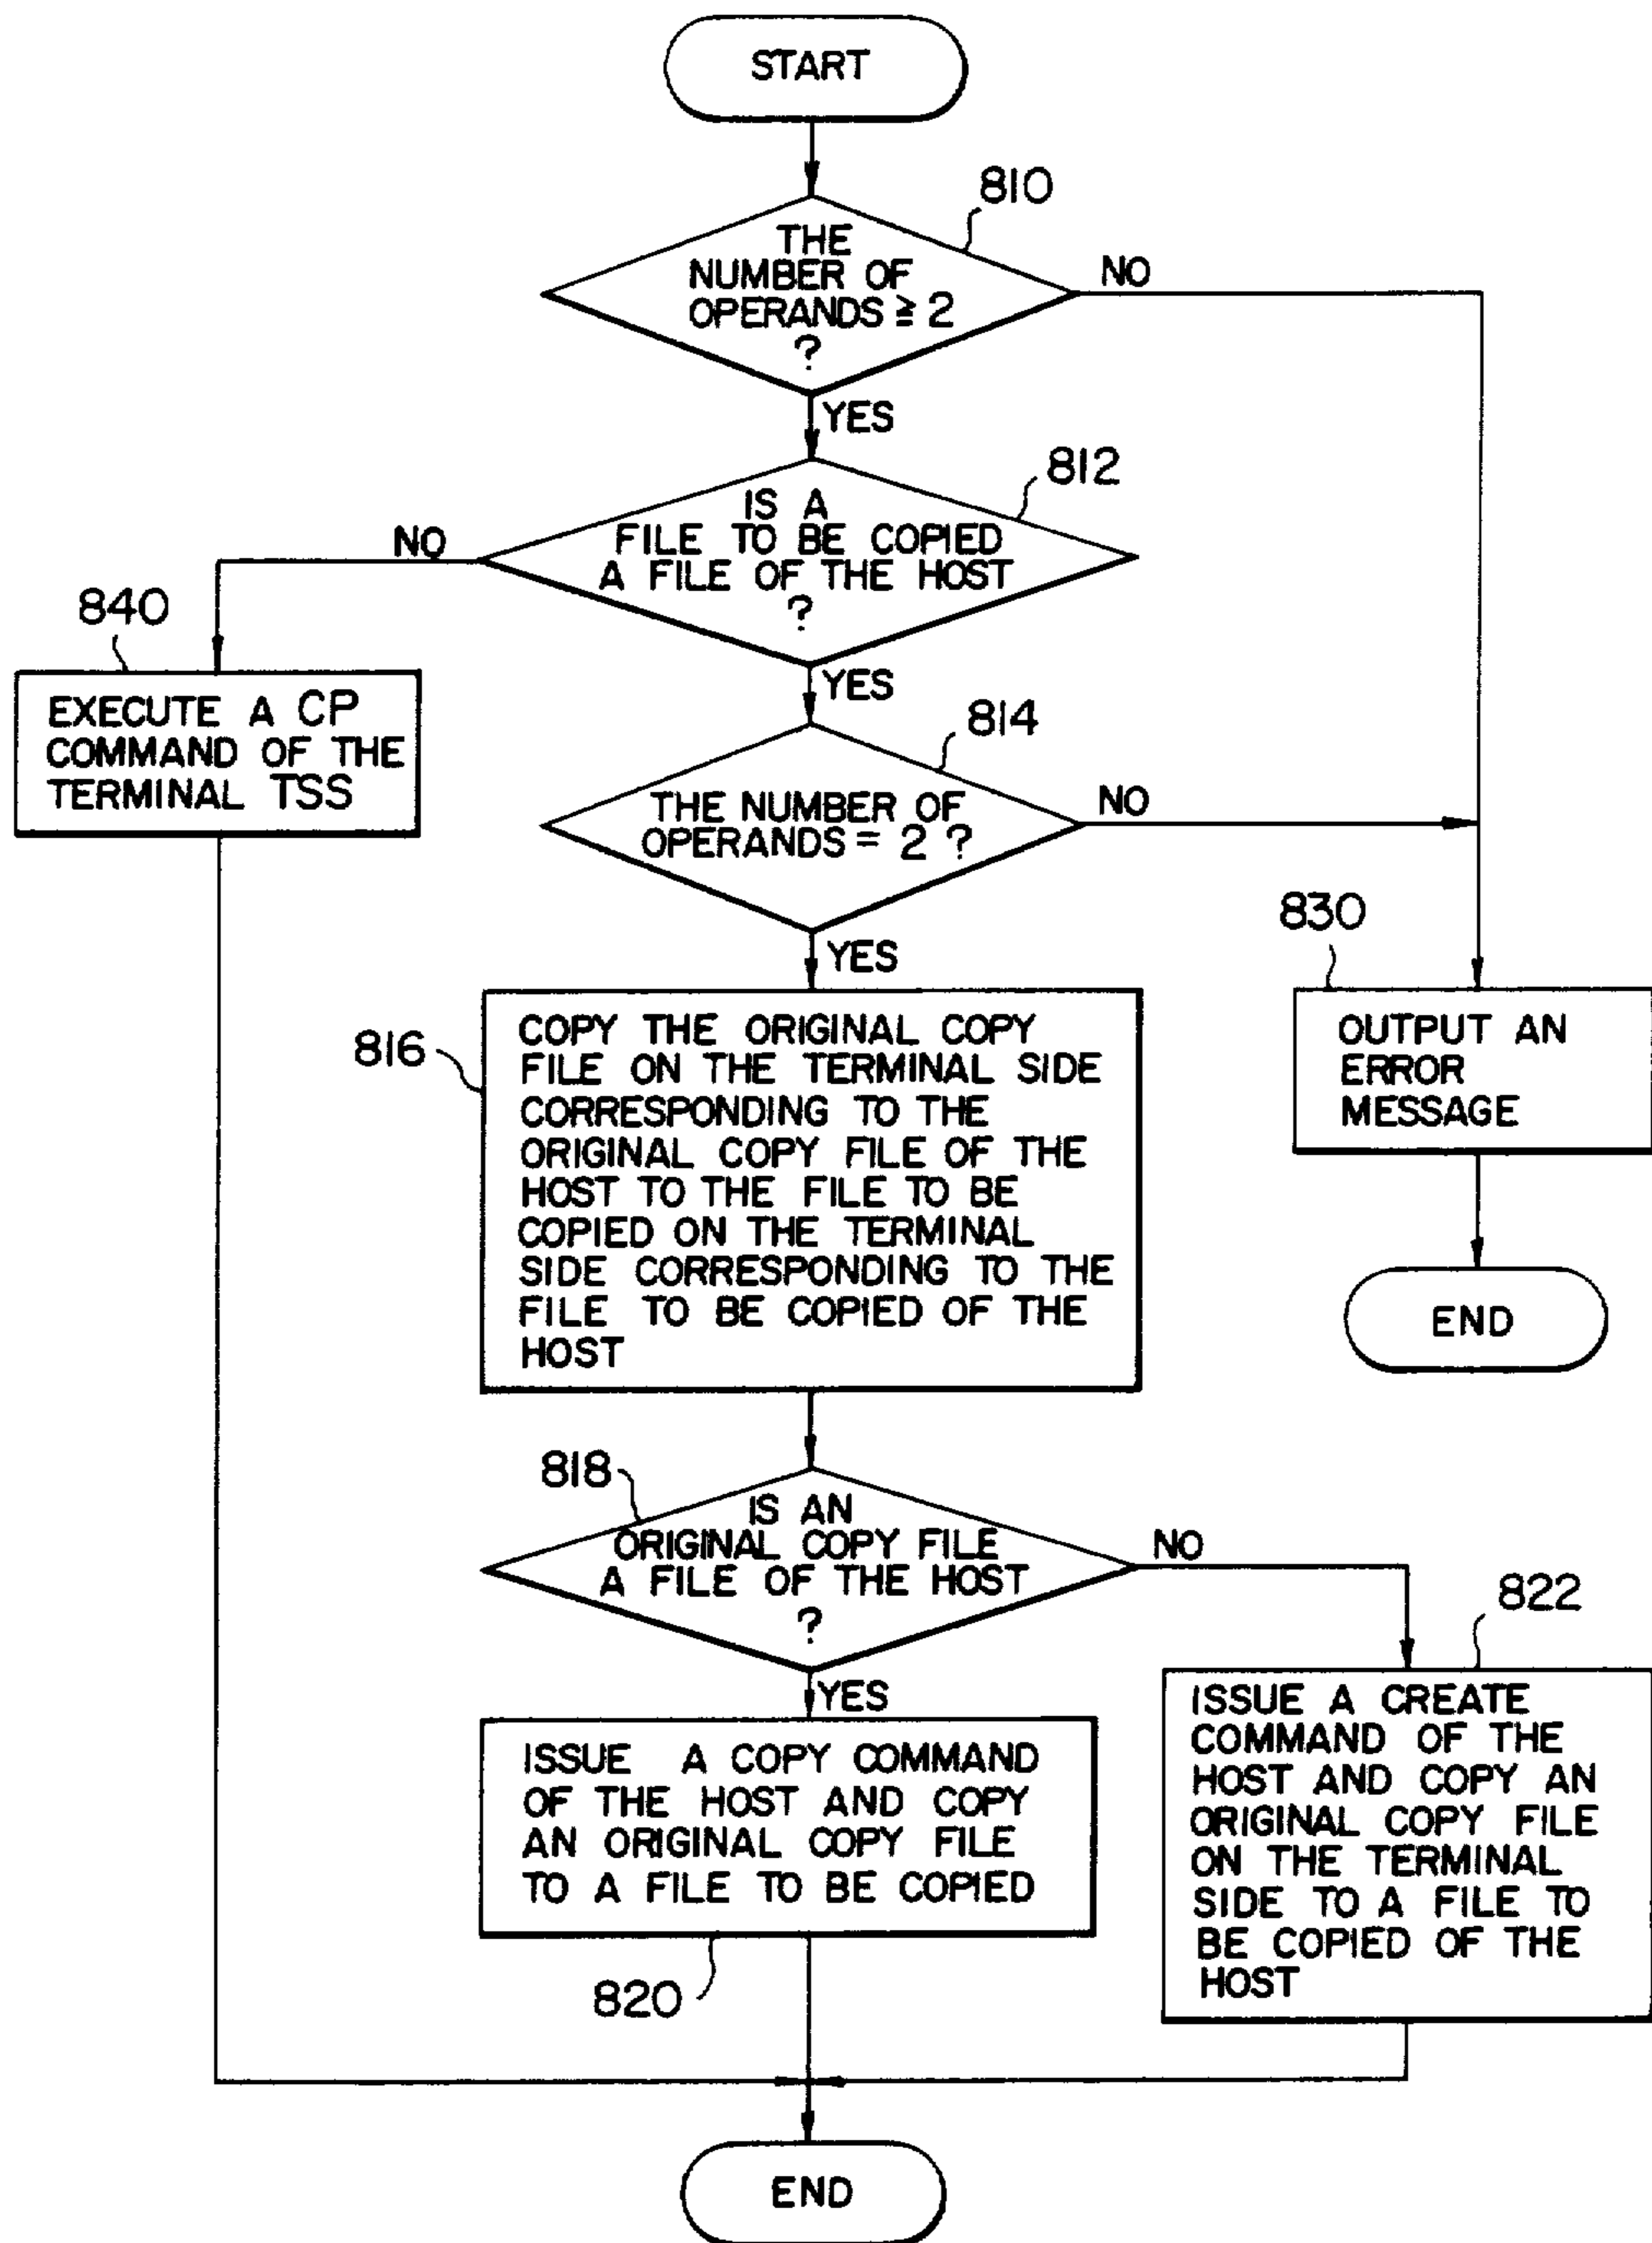 START
810
THE
NUMBER OF
OPERANDS ≧ 2
?
NO
YES
812
IS A
FILE TO BE COPIED
A FILE OF THE HOST
?
NO
YES
840
EXECUTE A CP
COMMAND OF THE
TERMINAL TSS
814
THE NUMBER OF
OPERANDS = 2 ?
NO
YES
830
OUTPUT AN
ERROR
MESSAGE
END
816
COPY THE ORIGINAL COPY
FILE ON THE TERMINAL SIDE
CORRESPONDING TO THE
ORIGINAL COPY FILE OF THE
HOST TO THE FILE TO BE
COPIED ON THE TERMINAL
SIDE CORRESPONDING TO THE
FILE TO BE COPIED OF THE
HOST
818
IS AN
ORIGINAL COPY FILE
A FILE OF THE HOST
?
NO
YES
822
ISSUE A CREATE
COMMAND OF THE
HOST AND COPY AN
ORIGINAL COPY FILE
ON THE TERMINAL
SIDE TO A FILE TO
BE COPIED OF THE
HOST
ISSUE A COPY COMMAND
OF THE HOST AND COPY
AN ORIGINAL COPY FILE
TO A FILE TO BE COPIED
820
END